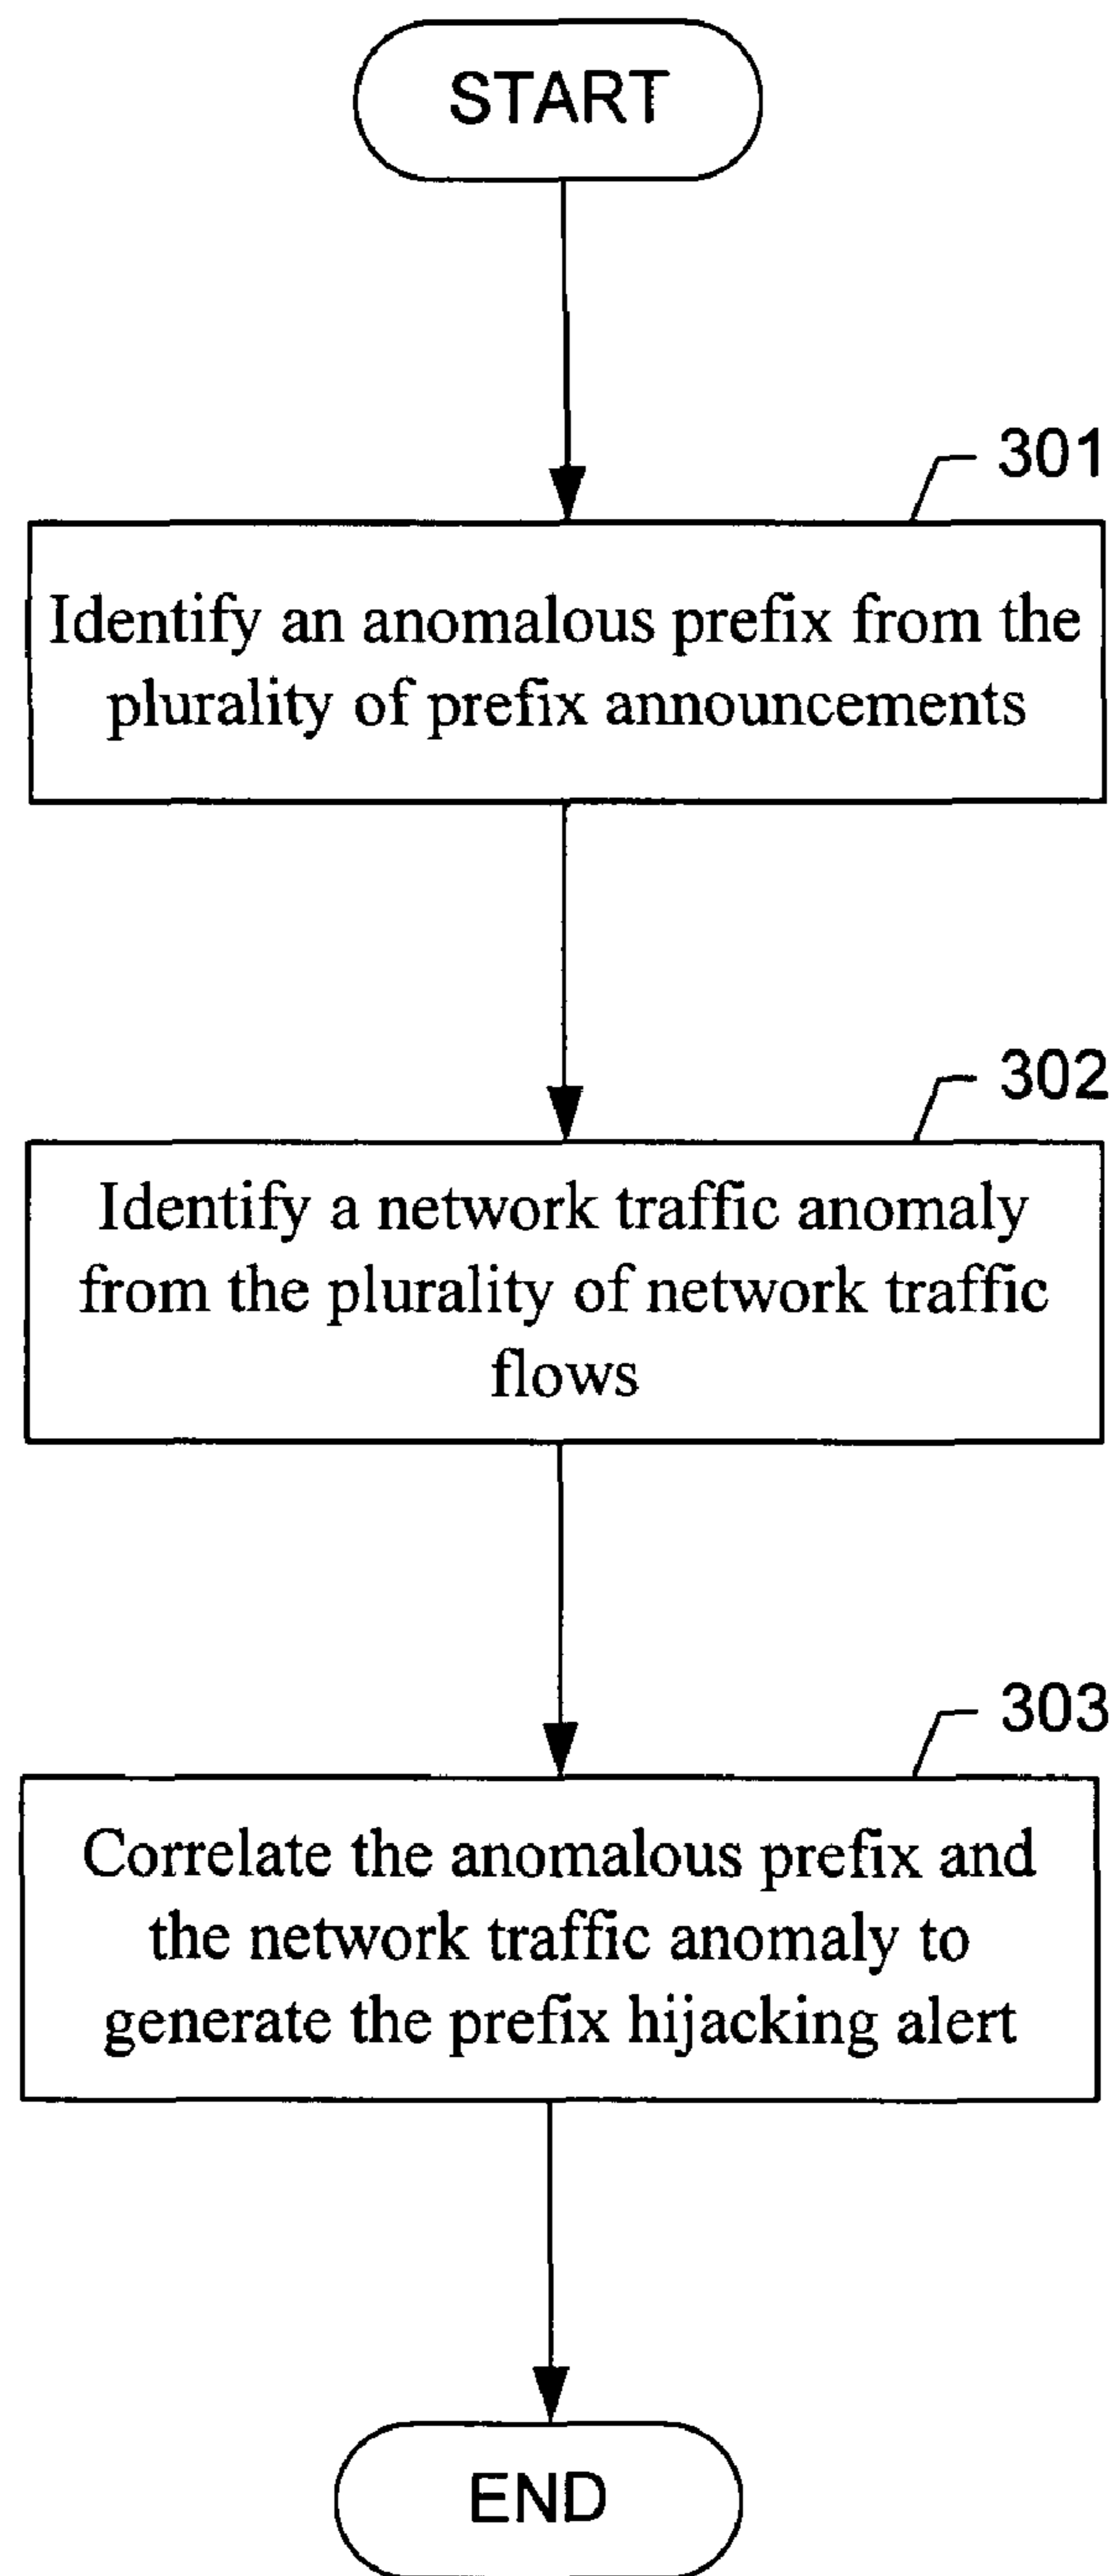 START
301
Identify an anomalous prefix from the
plurality of prefix announcements
302
Identify a network traffic anomaly
from the plurality of network traffic
flows
303
Correlate the anomalous prefix and
the network traffic anomaly to
generate the prefix hijacking alert
END